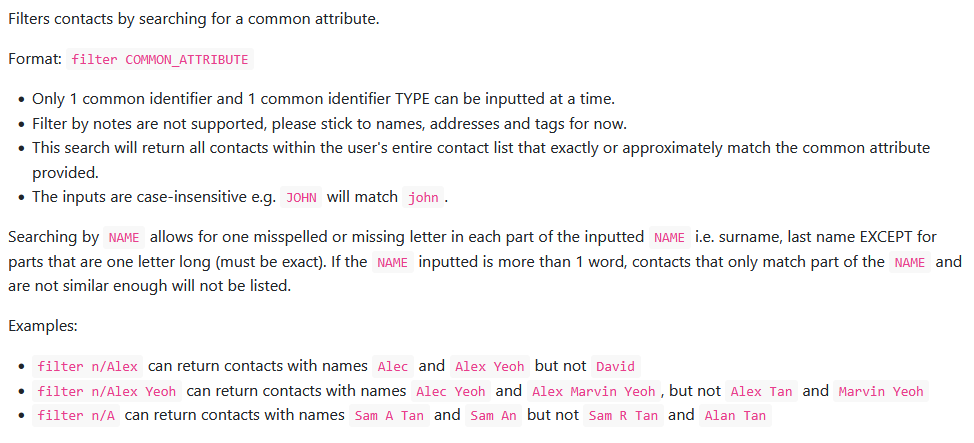 Filters contacts by searching for a common attribute.
Format: filter COMMON_ATTRIBUTE
• Only 1 common identifier and 1 common identifier TYPE can be inputted at a time.
• Filter by notes are not supported, please stick to names, addresses and tags for now.
• This search will return all contacts within the user's entire contact list that exactly or approximately match the common attribute
provided.
• The inputs are case-insensitive e.g. JOHN will match john.
Searching by NAME allows for one misspelled or missing letter in each part of the inputted NAME i.e. surname, last name EXCEPT for
parts that are one letter long (must be exact). If the NAME inputted is more than 1 word, contacts that only match part of the NAME and
are not similar enough will not be listed.
Examples:
• filter n/Alex can return contacts with names Alec and Alex Yeoh but not David
• filter n/Alex Yeoh can return contacts with names Alec Yeoh and Alex Marvin Yeoh, but not Alex Tan and Marvin Yeoh
• filter n/A can return contacts with names Sam A Tan and Sam An but not Sam R Tan and Alan Tan